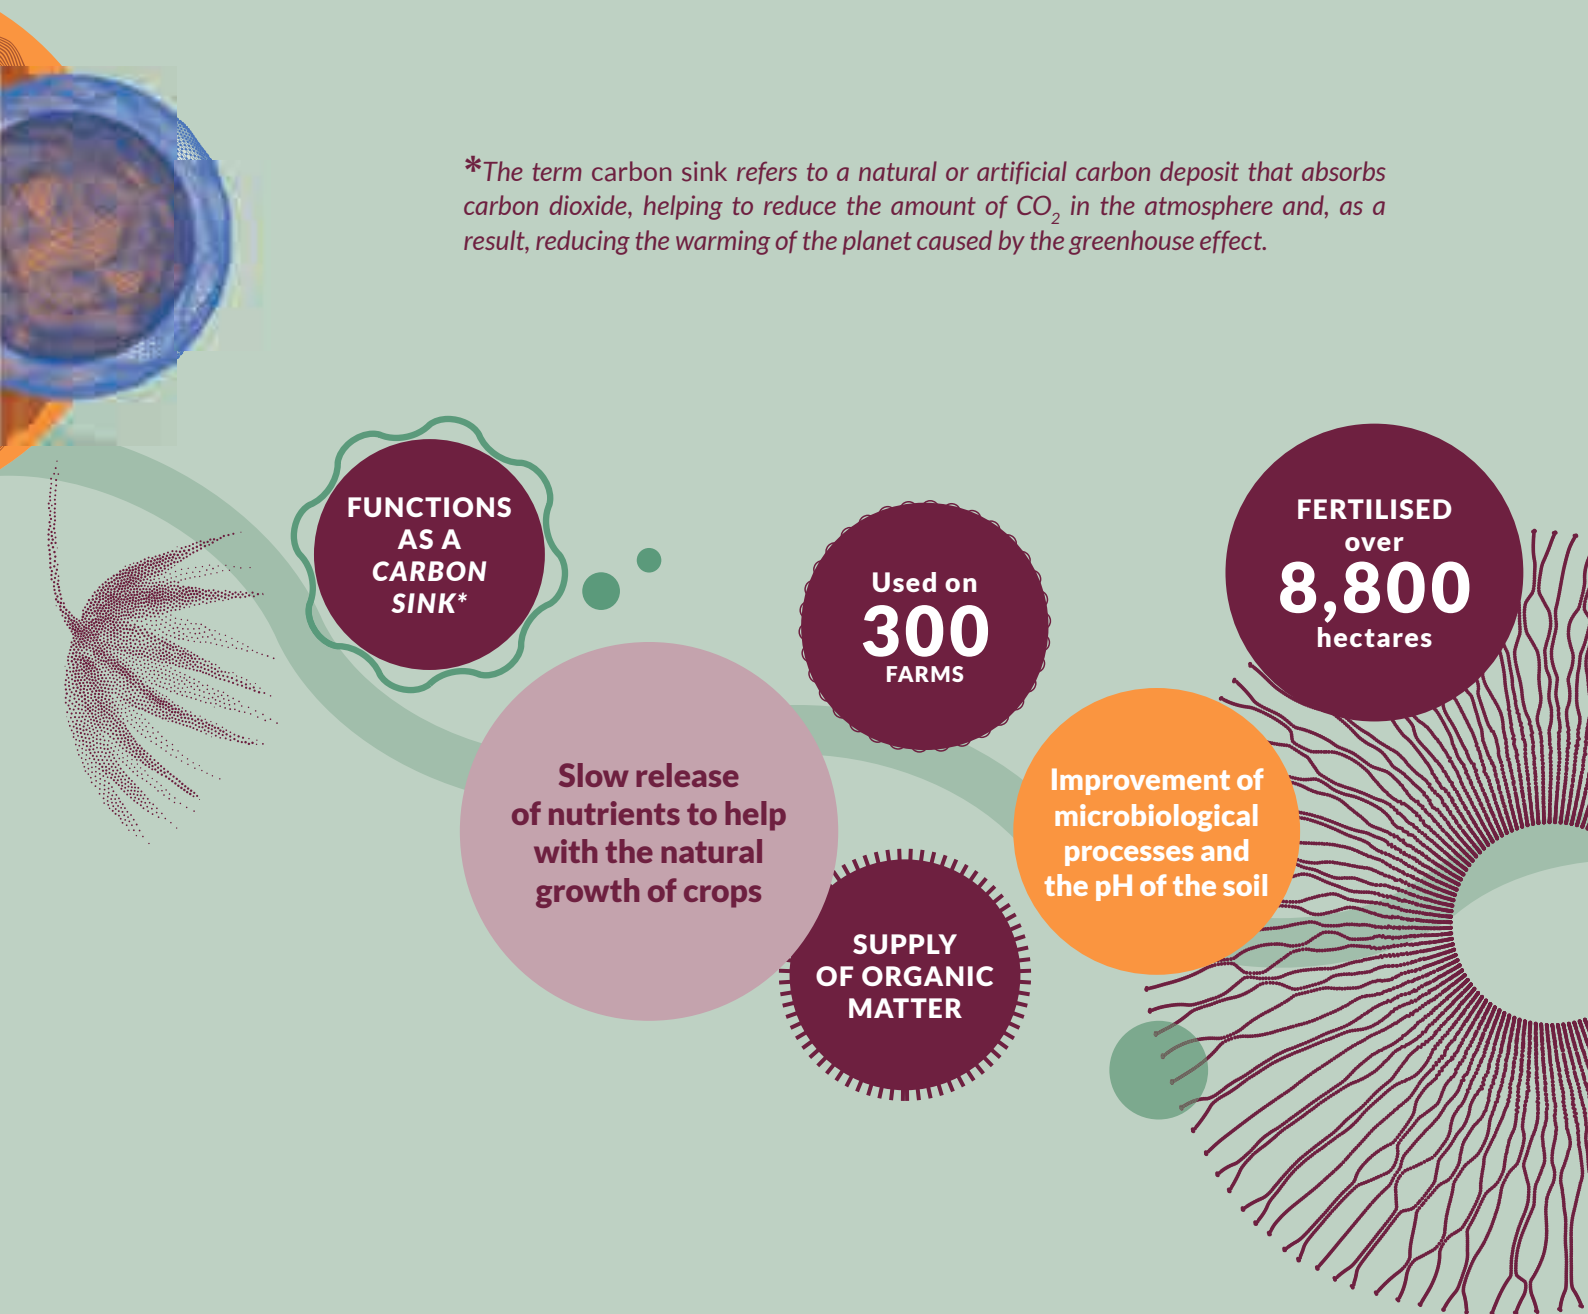 *The term carbon sink refers to a natural or artificial carbon deposit that absorbs
carbon dioxide, helping to reduce the amount of CO2 in the atmosphere and, as a
result, reducing the warming of the planet caused by the greenhouse effect.
FUNCTIONS
AS A
CARBON
SINK*
Used on
300
FARMS
FERTILISED
over
8,800
hectares
Slow release
of nutrients to help
with the natural
growth of crops
Improvement of
microbiological
processes and
the pH of the soil
SUPPLY
OF ORGANIC
MATTER